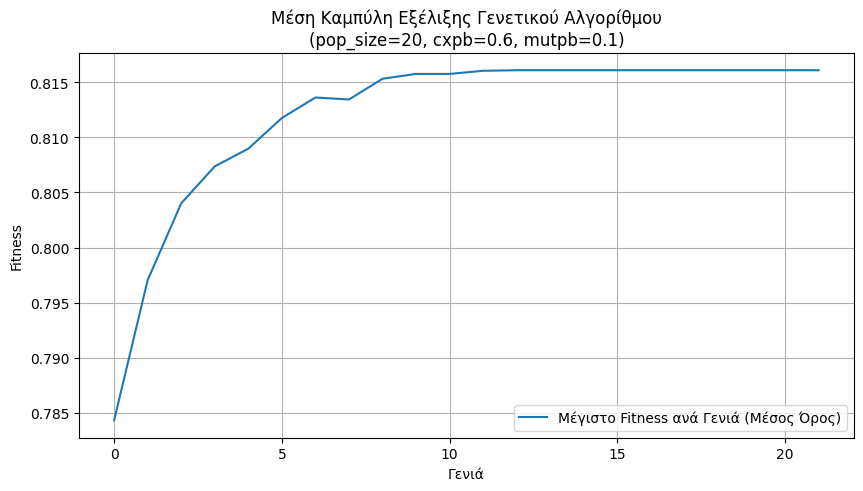 Μέση Καμπύλη Εξέλιξης Γενετικού Αλγορίθμου
(pop_size=20, cxpb=0.6, mutpb=0.1)
0.815
0.810
0.805
0.800
0.795
0.790
0.785
Fitness
Μέγιστο Fitness ανά Γενιά (Μέσος Όρος)
0 5 10 15 20
Γενιά